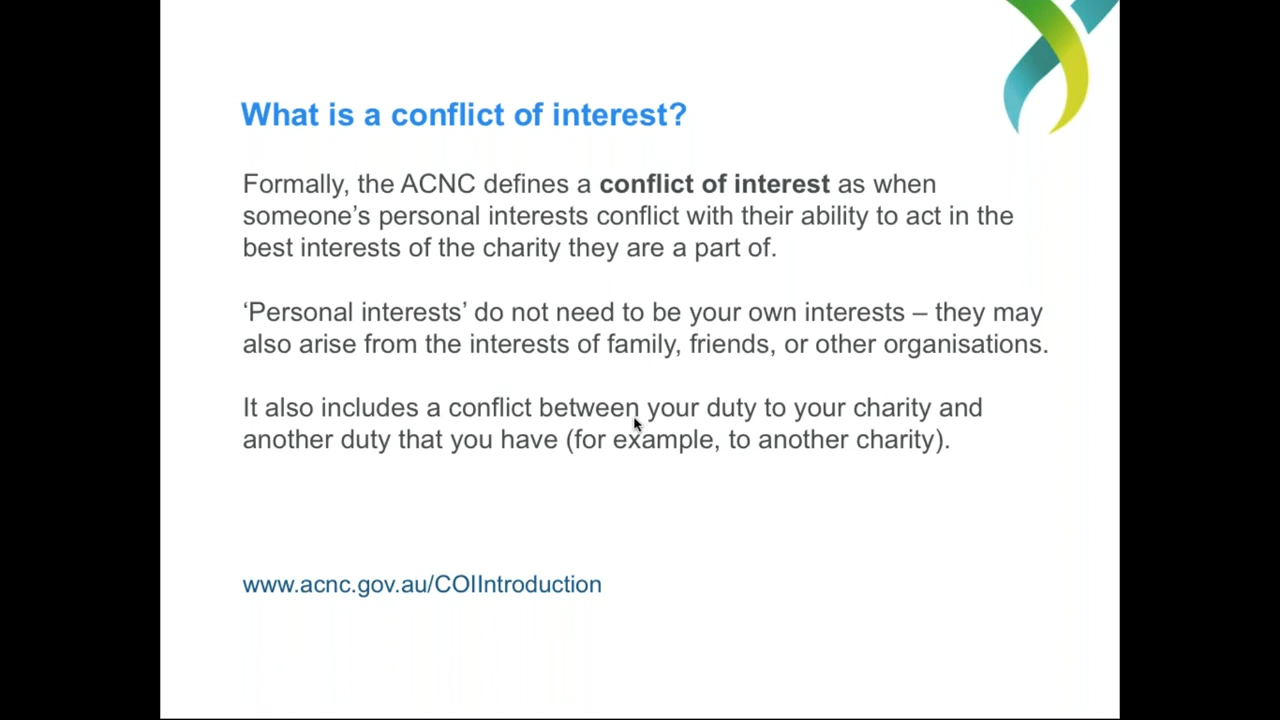 What is a conflict of interest?
Formally, the ACNC defines a conflict of interest as when
someone’s personal interests conflict with their ability to act in the
best interests of the charity they are a part of.
‘Personal interests’ do not need to be your own interests – they may
also arise from the interests of family, friends, or other organisations.
It also includes a conflict between your duty to your charity and
another duty that you have (for example, to another charity).
www.acnc.gov.au/COIIntroduction